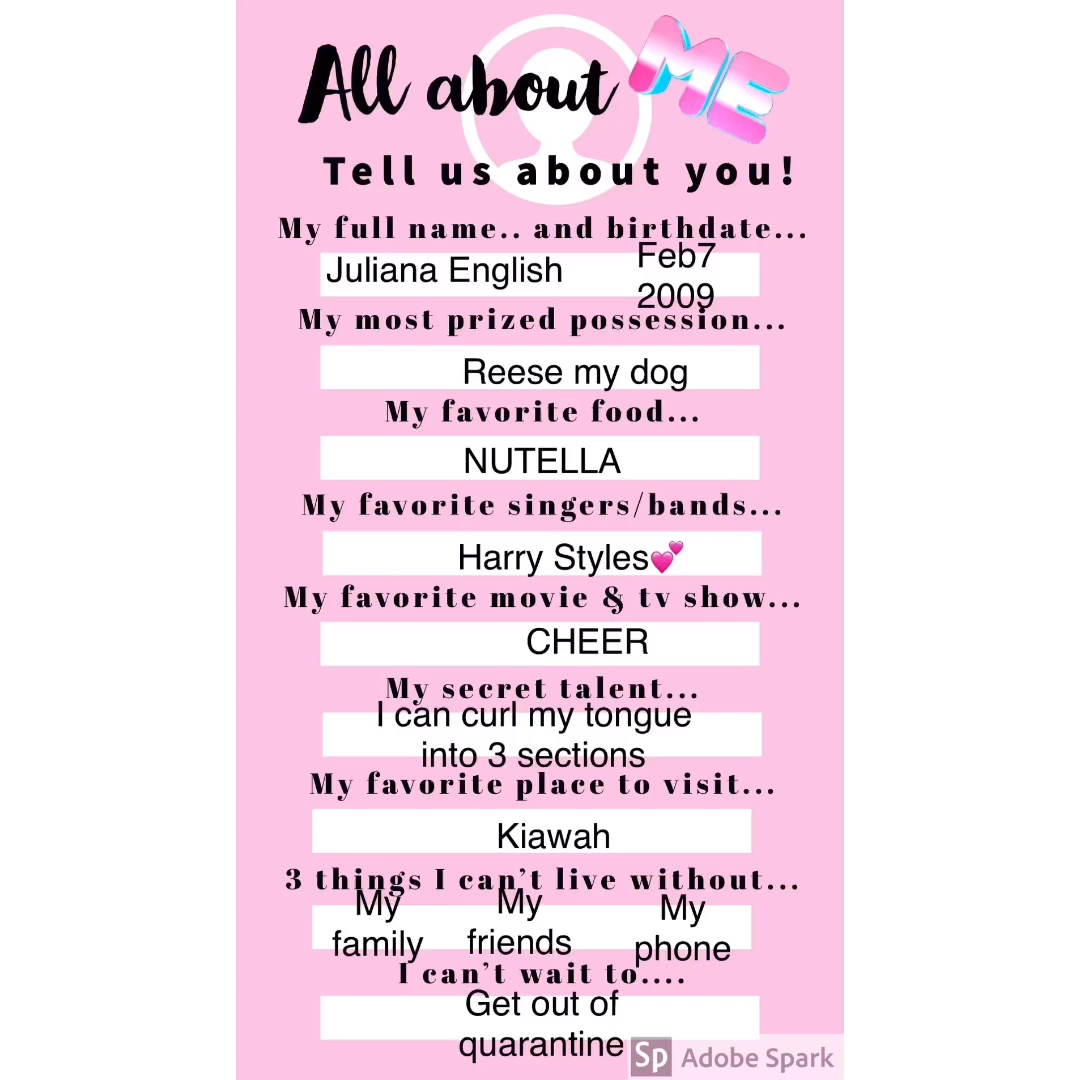 All about ME
Tell us about you!
My full name.. and birthdate...
Juliana English Feb7
2009
My most prized possession...
Reese my dog
My favorite food...
NUTELLA
My favorite singers/bands...
Harry Styles💕
My favorite movie & tv show...
CHEER
My secret talent...
I can curl my tongue
into 3 sections
My favorite place to visit...
Kiawah
3 things I can't live without...
My My My
family friends phone
I can't wait to....
Get out of
quarantine
Sp Adobe Spark